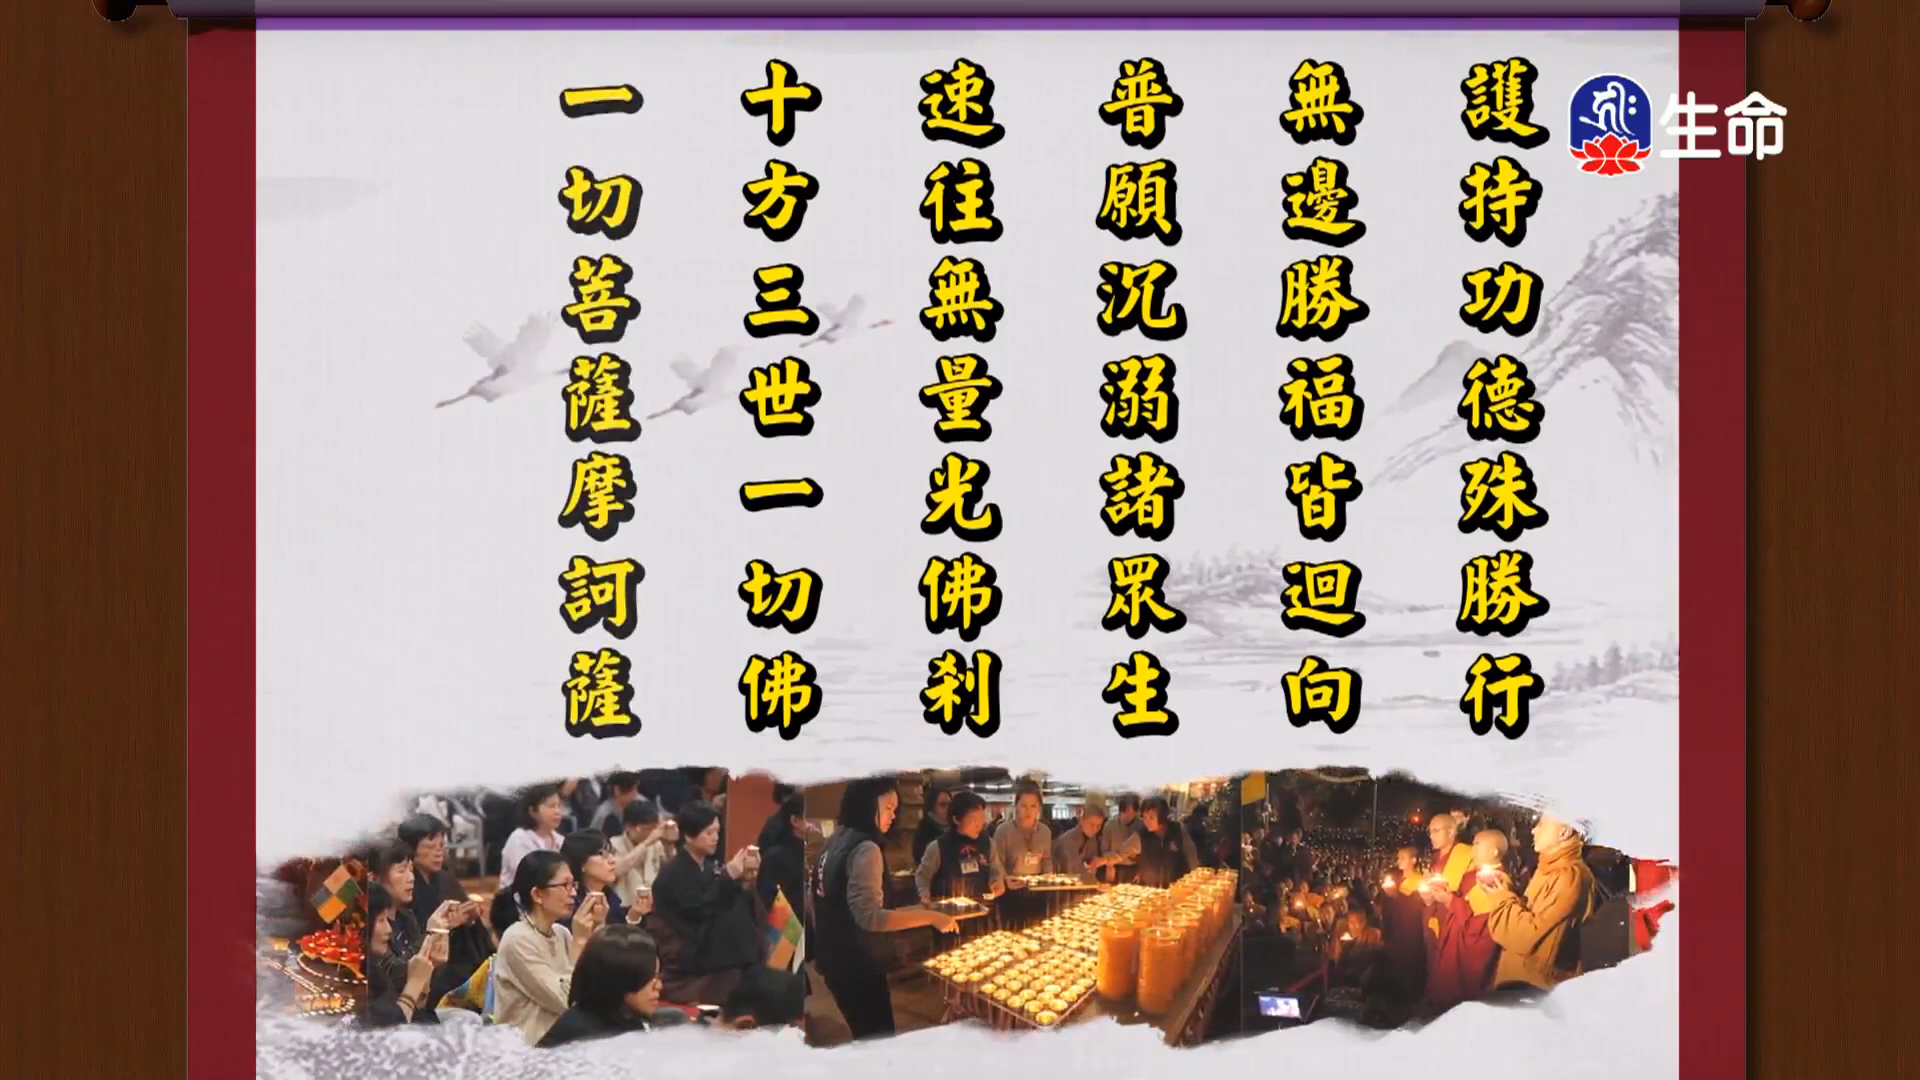 護持功德殊勝行
無邊勝福皆迴向
普願沉溺諸眾生
速往無量光佛剎
十方三世一切佛
一切菩薩摩訶薩
生命